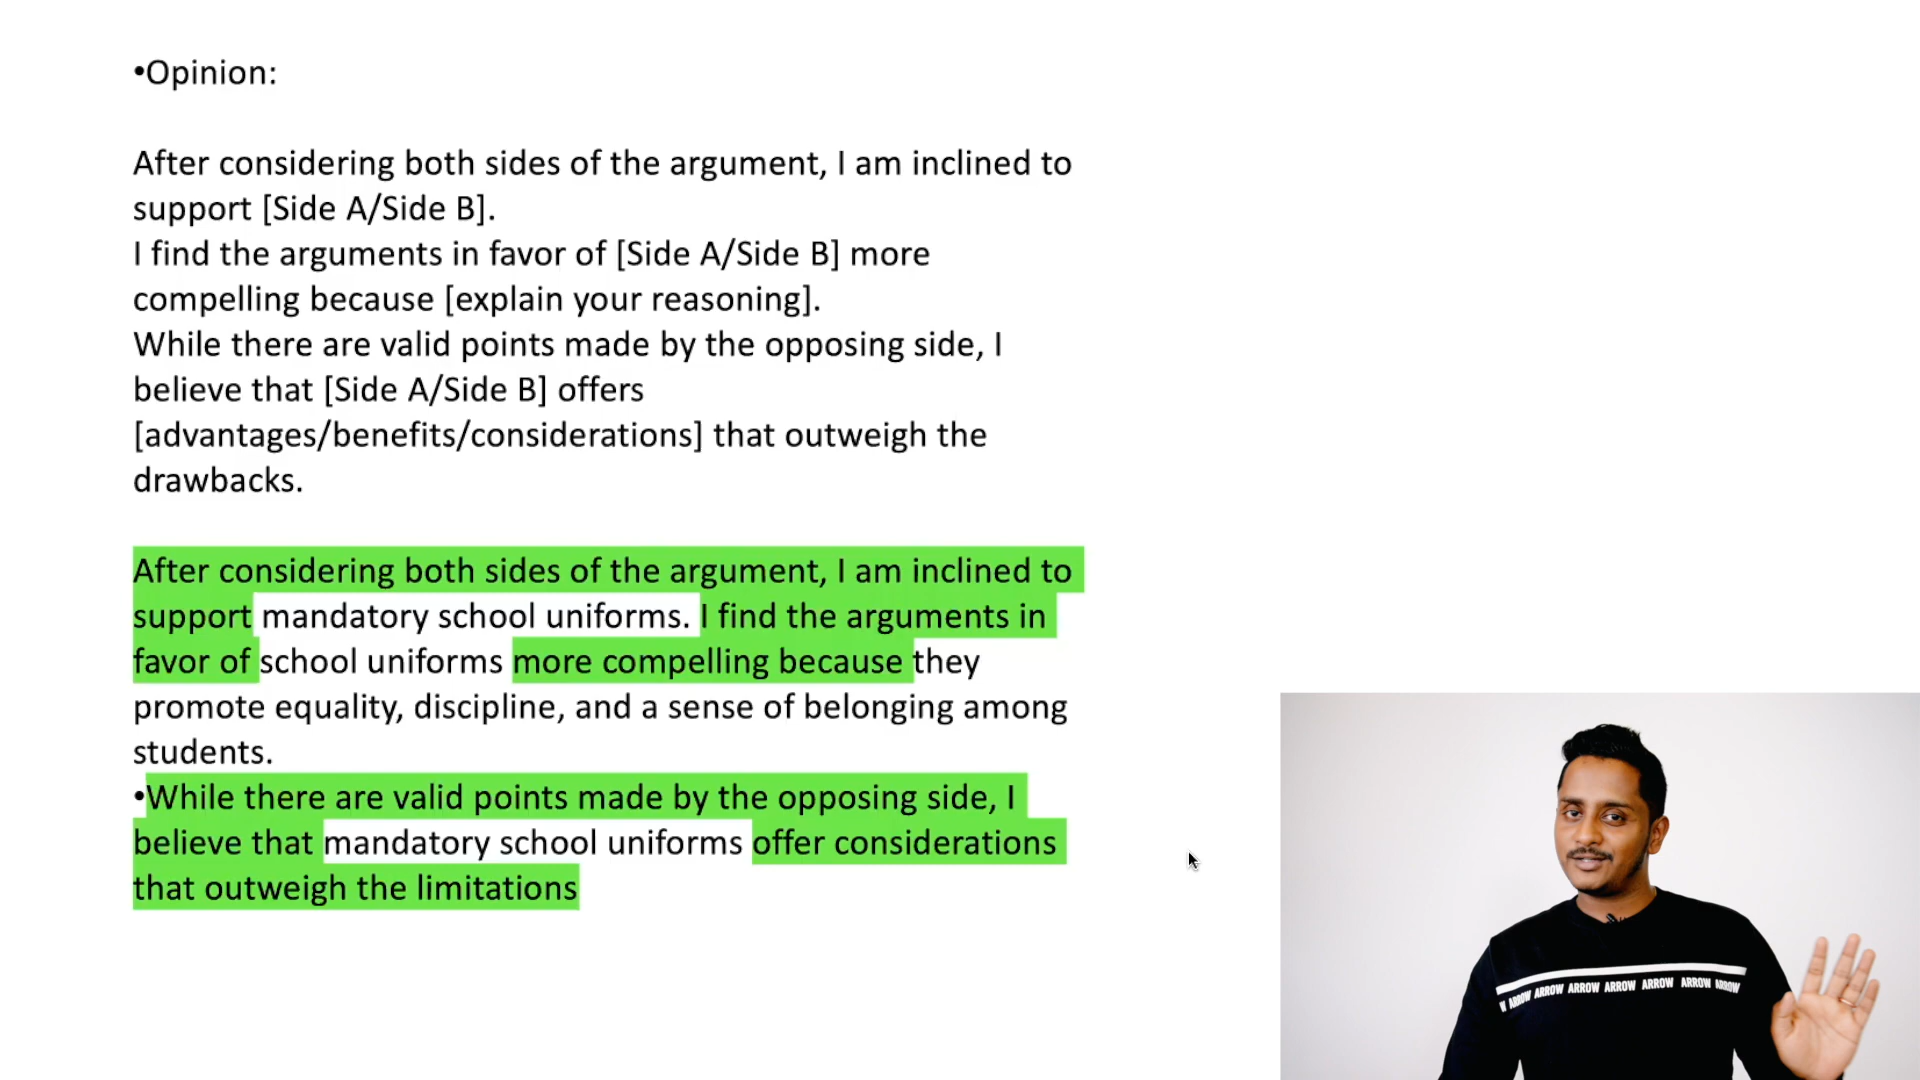 •Opinion:
After considering both sides of the argument, I am inclined to
support [Side A/Side B].
I find the arguments in favor of [Side A/Side B] more
compelling because [explain your reasoning].
While there are valid points made by the opposing side, I
believe that [Side A/Side B] offers
[advantages/benefits/considerations] that outweigh the
drawbacks.
After considering both sides of the argument, I am inclined to
support mandatory school uniforms. I find the arguments in
favor of school uniforms more compelling because they
promote equality, discipline, and a sense of belonging among
students.
•While there are valid points made by the opposing side, I
believe that mandatory school uniforms offer considerations
that outweigh the limitations
W ARROW ARROW ARROW ARROW ARROW ARROW ARROW